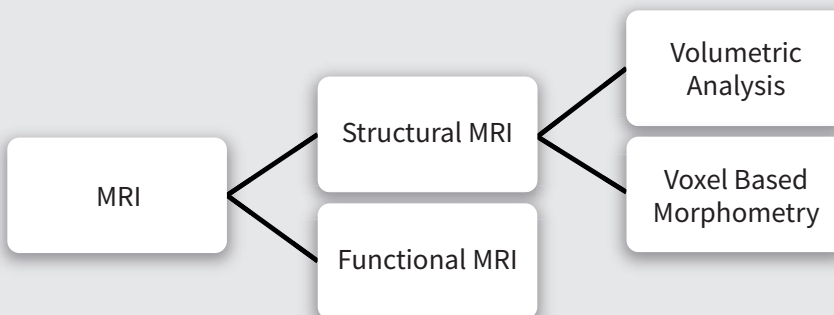 MRI
Structural MRI
Functional MRI
Volumetric
Analysis
Voxel Based
Morphometry